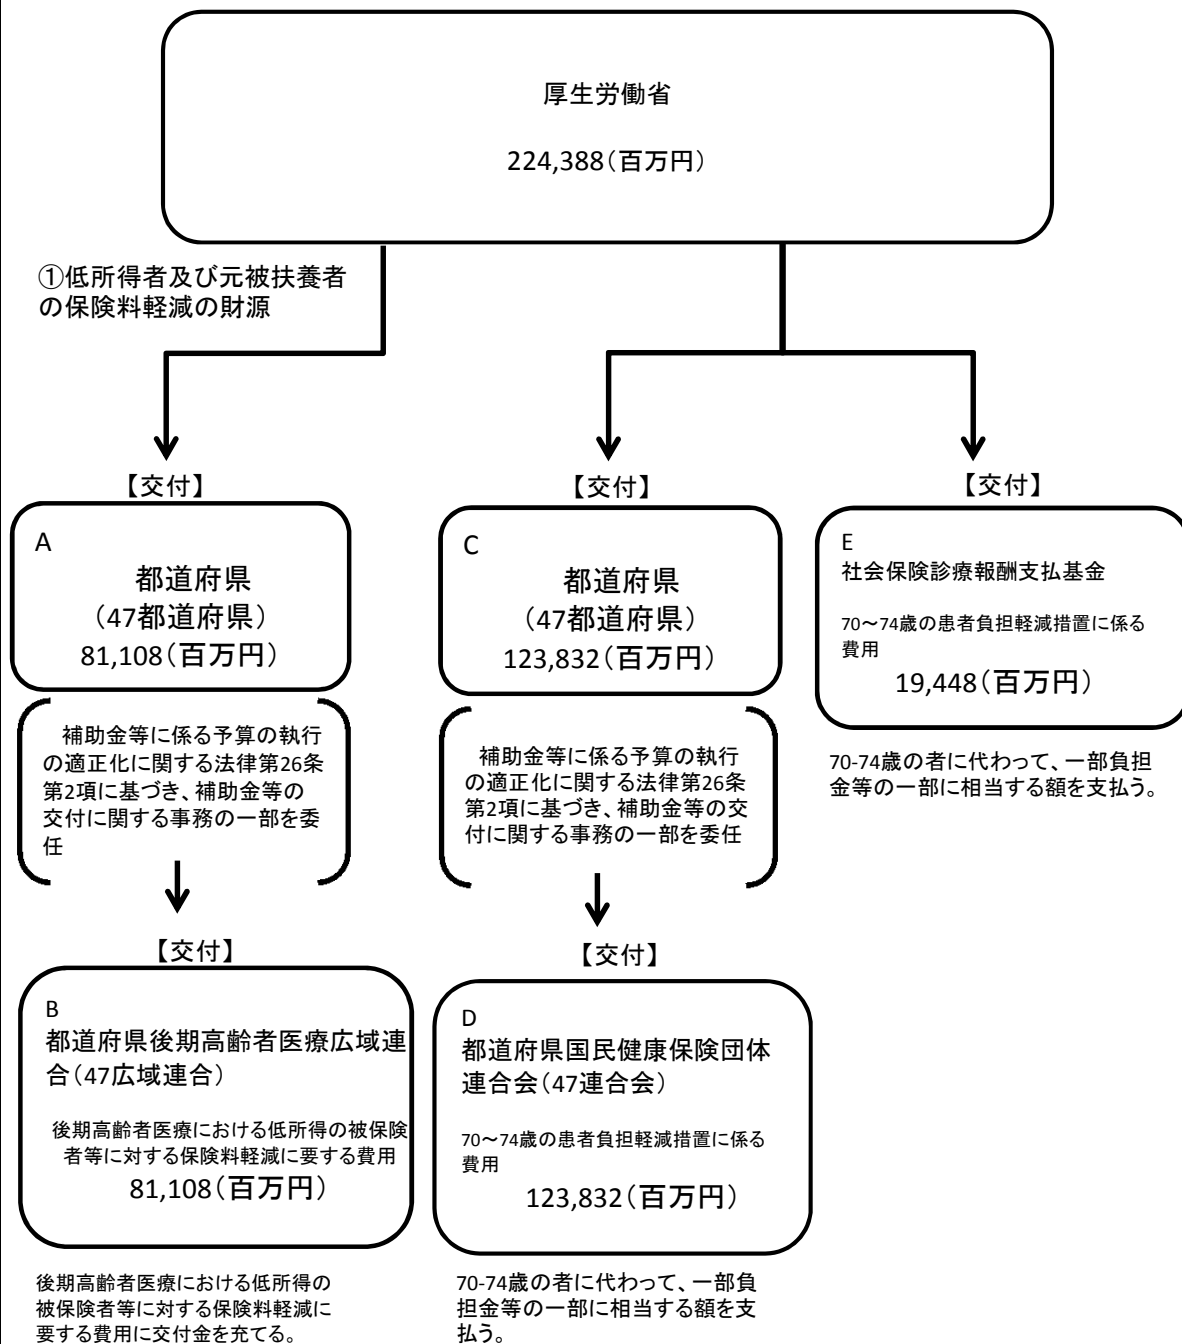 厚生労働省
224,388（百万円）
①低所得者及び元被扶養者
の保険料軽減の財源
【交付】
A
都道府県
（47都道府県）
81,108（百万円）
補助金等に係る予算の執行
の適正化に関する法律第26条
第2項に基づき、補助金等の
交付に関する事務の一部を委
任
【交付】
B
都道府県後期高齢者医療広域連
合（47広域連合）
後期高齢者医療における低所得の被保険
者等に対する保険料軽減に要する費用
81,108（百万円）
後期高齢者医療における低所得の
被保険者等に対する保険料軽減に
要する費用に交付金を充てる。
【交付】
C
都道府県
（47都道府県）
123,832（百万円）
補助金等に係る予算の執行
の適正化に関する法律第26条
第2項に基づき、補助金等の交
付に関する事務の一部を委任
【交付】
D
都道府県国民健康保険団体
連合会（47連合会）
70～74歳の患者負担軽減措置に係る
費用
123,832（百万円）
70-74歳の者に代わって、一部負
担金等の一部に相当する額を支
払う。
【交付】
E
社会保険診療報酬支払基金
70～74歳の患者負担軽減措置に係る
費用
19,448（百万円）
70-74歳の者に代わって、一部負担
金等の一部に相当する額を支払う。